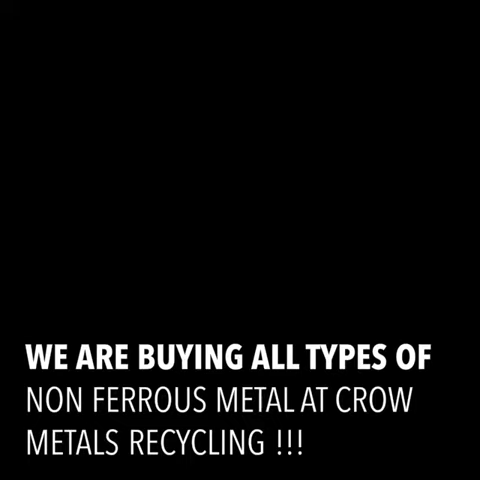 WE ARE BUYING ALL TYPES OF
NON FERROUS METAL AT CROW
METALS RECYCLING !!!